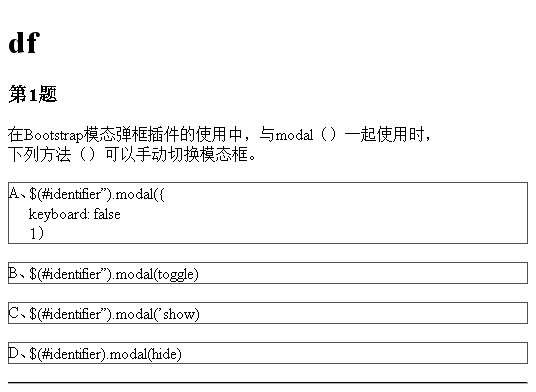 df
第1题
在Bootstrap模态弹框插件的使用中，与modal（）一起使用时，
下列方法（）可以手动切换模态框。
A、$(#identifier”).modal({
keyboard: false
1）
B、$(#identifier”).modal(toggle)
C、$(#identifier”).modal(’show)
D、$(#identifier).modal(hide)